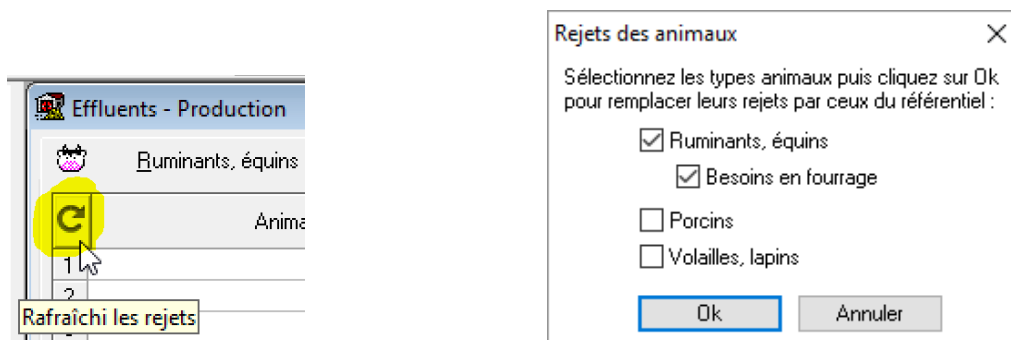 Effluents - Production
Ruminants, équins
Anima
1
2
Rafraîchi les rejets
Rejets des animaux
Sélectionnez les types animaux puis cliquez sur Ok
pour remplacer leurs rejets par ceux du référentiel :
Ruminants, équins
Besoins en fourrage
Porcins
Volailles, lapins
Ok
Annuler